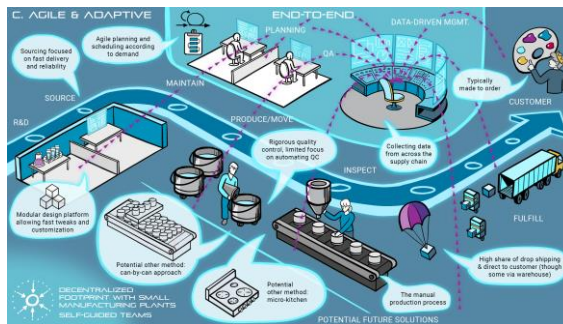 C. AGILE & ADAPTIVE
END-TO-END
Agile planning and
scheduling according
to demand
PLANNING
DATA-DRIVEN MGMT.
QA
Sourcing focused
on fast delivery
and reliability
Typically
made to order
SOURCE
MAINTAIN
CUSTOMER
R&D
PRODUCE/MOVE
Rigorous quality
control, limited focus
on automating QC
Collecting data
from across the
supply chain
INSPECT
Modular design platform
allowing fast tweaks and
customization
FULFILL
Potential other method:
can-by-can approach
Potential
other method:
micro-kitchen
The manual
production process
High share of drop shipping
& direct to customer (though
some via warehouse)
DECENTRALIZED
FOOTPRINT WITH SMALL
MANUFACTURING PLANTS
SELF-GUIDED TEAMS
POTENTIAL FUTURE SOLUTIONS